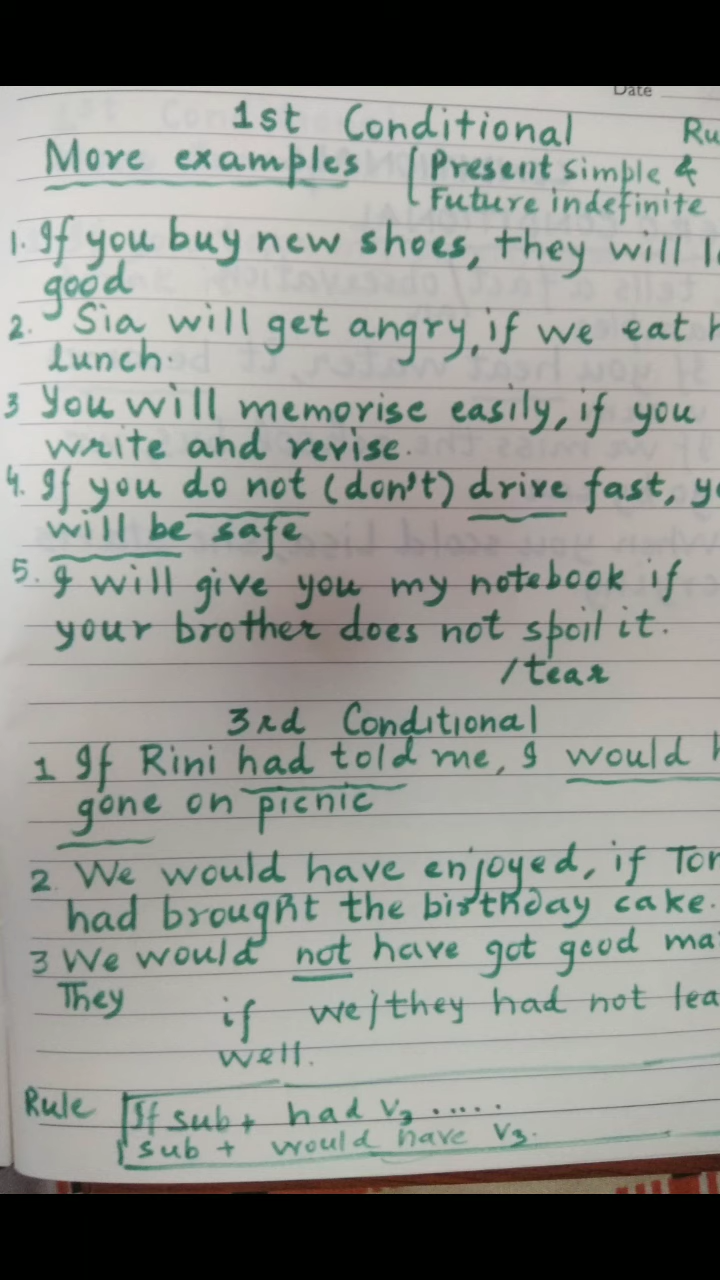 Date
1st Conditional
More examples [Present simple &
Future indefinite
1. If you buy new shoes, they will
good
2. Sia will get angry, if we eat
lunch.
3 You will memorise easily, if you
write and revise.
4. If you do not (don't) drive fast,
will be safe
5. I will give you my notebook if
your brother does not spoil it.
/tear
3rd Conditional
1 If Rini had told me, I would
gone on picnic
2. We would have enjoyed, if
had brought the birthday cake.
3 We would not have got good
They
if we/they had not
well.
Rule If sub + had V3 .....
sub + would have V3.